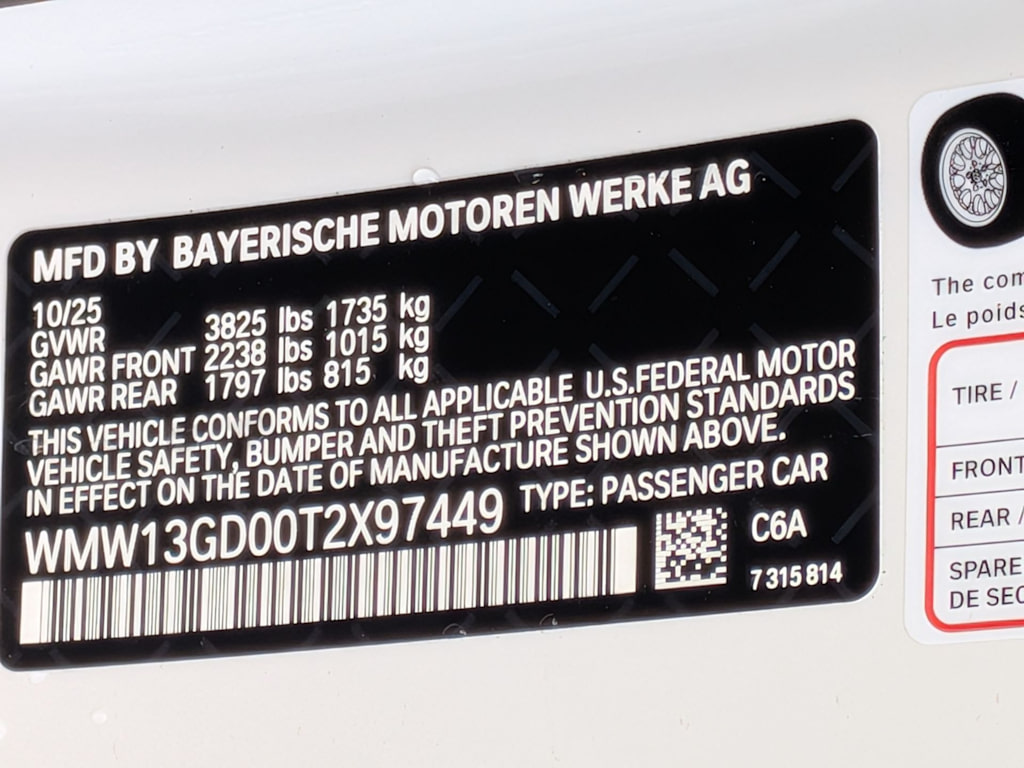 MFD BY BAYERISCHE MOTOREN WERKE AG
10/25
GVWR 3825 lbs 1735 kg
GAWR FRONT 2238 lbs 1015 kg
GAWR REAR 1797 lbs 815 kg
THIS VEHICLE CONFORMS TO ALL APPLICABLE U.S.FEDERAL MOTOR
VEHICLE SAFETY, BUMPER AND THEFT PREVENTION STANDARDS
IN EFFECT ON THE DATE OF MANUFACTURE SHOWN ABOVE.
WMW13GD00T2X97449 TYPE: PASSENGER CAR
C6A
7 315 814
The com
Le poids
TIRE /
FRONT
REAR /
SPARE
DE SEC